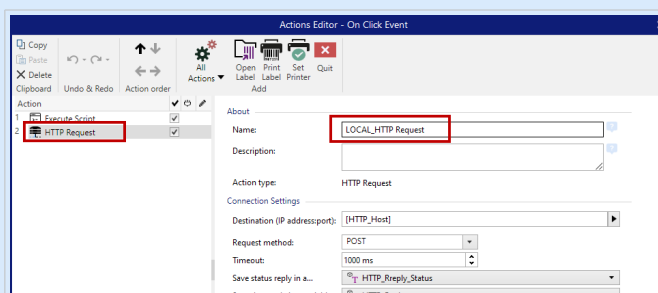 Actions Editor - On Click Event
Copy
Paste
Delete
Clipboard
Undo & Redo
Action order
All Actions
Open Label
Print Label
Set Printer
Quit
Add
Action
1 Execute Script
2 HTTP Request
About
Name: LOCAL_HTTP Request
Description:
Action type: HTTP Request
Connection Settings
Destination (IP address:port): [HTTP_Host]
Request method: POST
Timeout: 1000 ms
Save status reply in a... HTTP_Rreply_Status